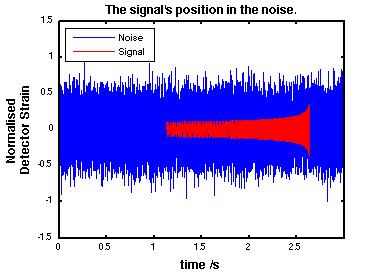 The signal's position in the noise.
1.5
Noise
Signal
1
0.5
0
-0.5
-1
-1.5
Normalised
Detector Strain
0 0.5 1 1.5 2 2.5
time /s